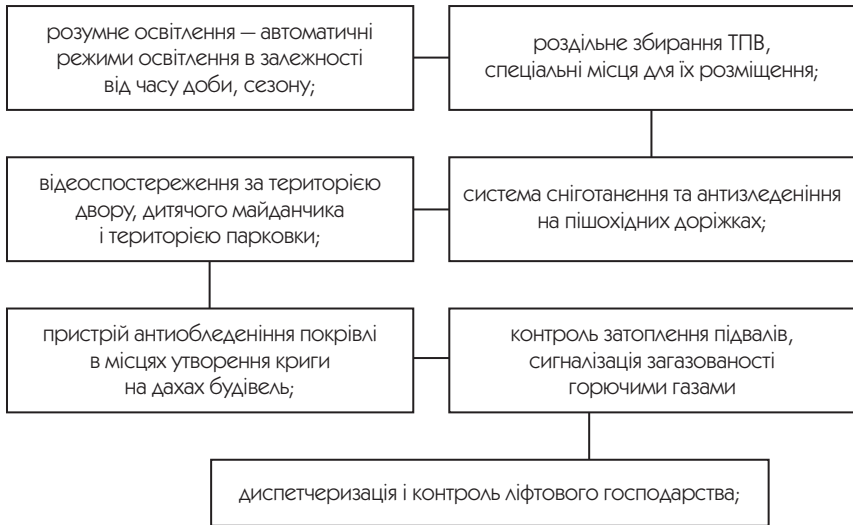 розумне освітлення — автоматичні
режими освітлення в залежності
від часу доби, сезону;
роздільне збирання ТПВ,
спеціальні місця для їх розміщення;
відеоспостереження за територією
двору, дитячого майданчика
і територією парковки;
система сніготанення та антизледеніння
на пішохідних доріжках;
пристрій антиобледеніння покрівлі
в місцях утворення криги
на дахах будівель;
контроль затоплення підвалів,
сигналізація загазованості
горючими газами
диспетчеризація і контроль ліфтового господарства;